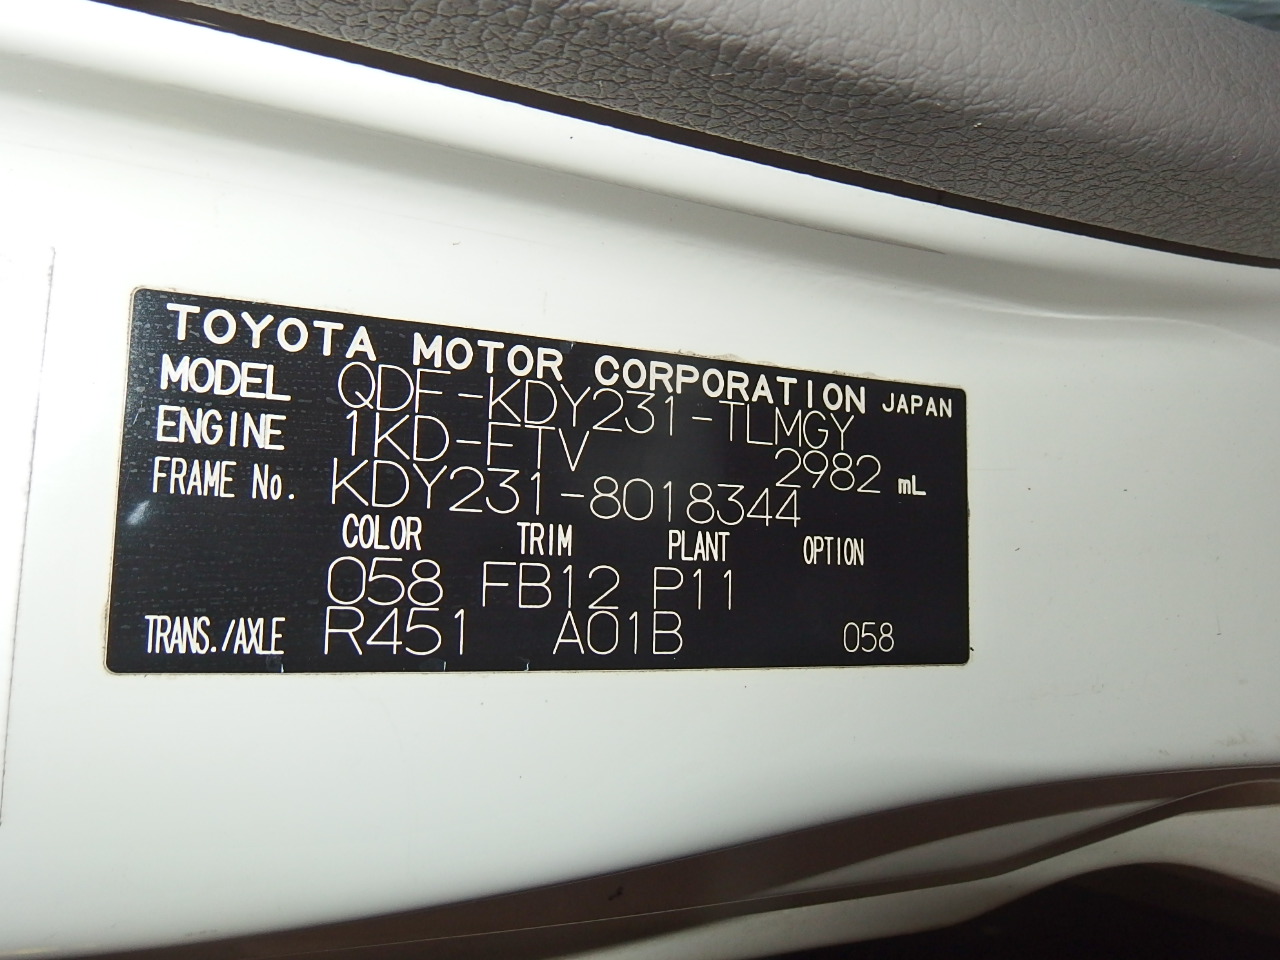 TOYOTA MOTOR CORPORATION JAPAN
MODEL QDF-KDY231-TLMGY
ENGINE 1KD-FTV 2982 mL
FRAME No. KDY231-8018344
COLOR TRIM PLANT OPTION
058 FB12 P11
TRANS./AXLE R451 A01B 058